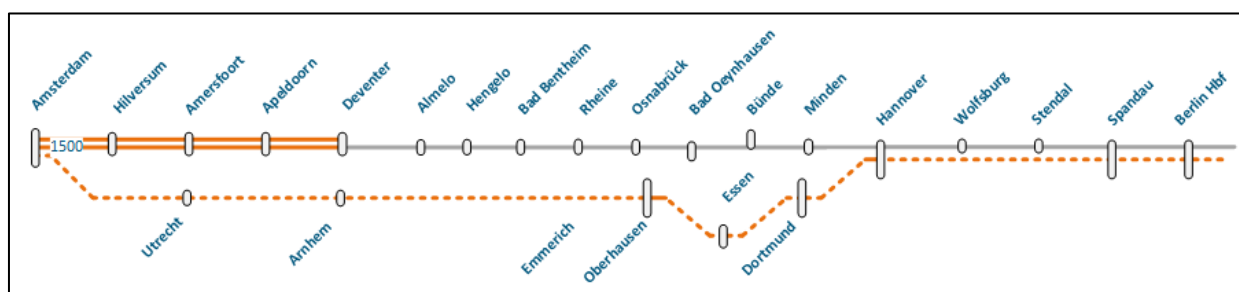 Amsterdam
Hilversum
Amersfoort
Apeldoorn
Deventer
Almelo
Hengelo
Bad Bentheim
Rheine
Osnabrück
Bad Oeynhausen
Bünde
Minden
Hannover
Wolfsburg
Stendal
Spandau
Berlin Hbf
1500
Utrecht
Arnhem
Emmerich
Oberhausen
Essen
Dortmund